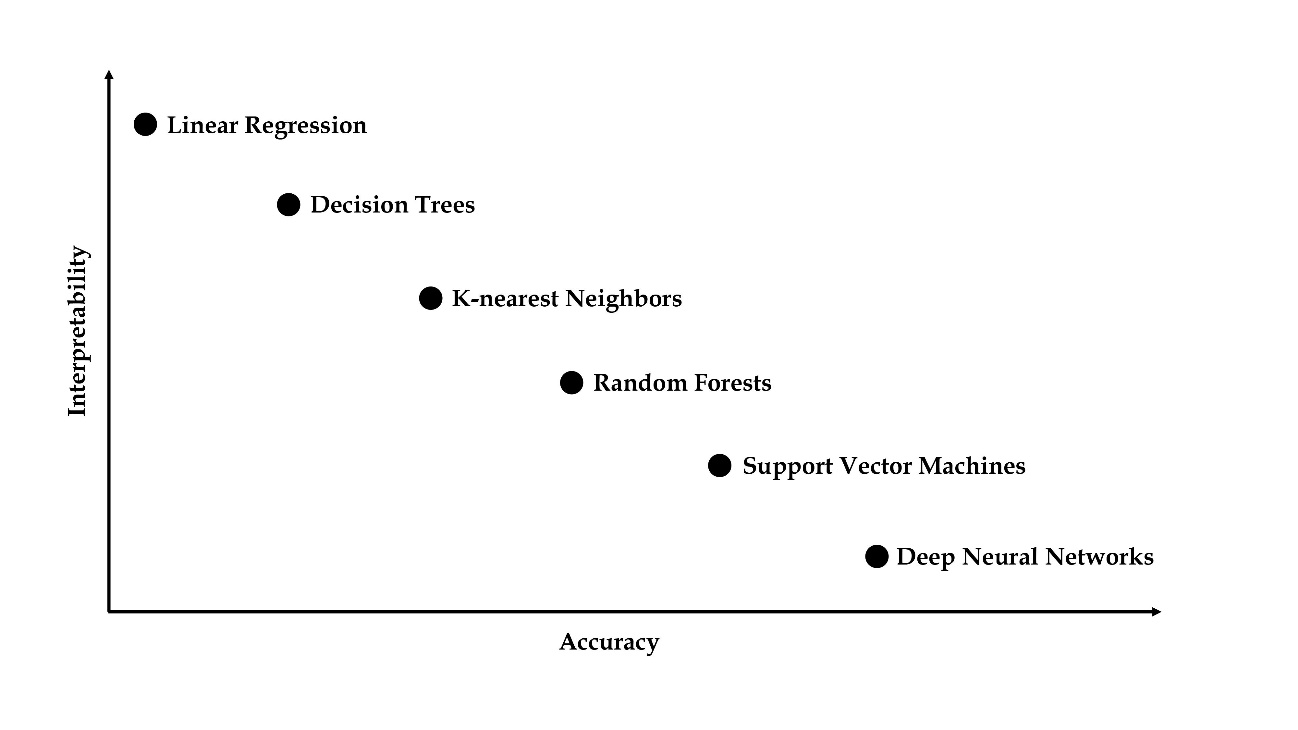 Linear Regression
Decision Trees
K-nearest Neighbors
Random Forests
Support Vector Machines
Deep Neural Networks
Interpretability
Accuracy